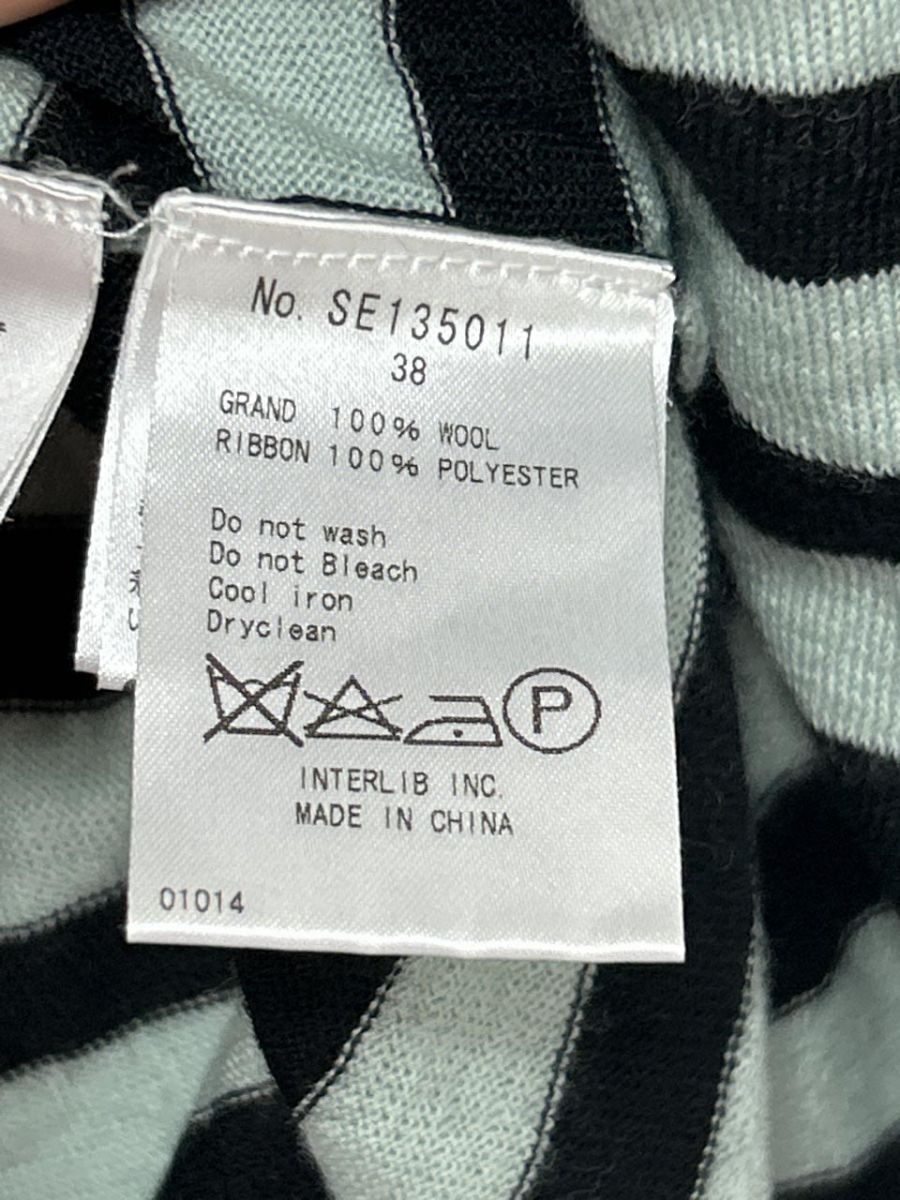 No. SE135011
38
GRAND 100% WOOL
RIBBON 100% POLYESTER
Do not wash
Do not Bleach
Cool iron
Dryclean
P
INTERLIB INC.
MADE IN CHINA
01014